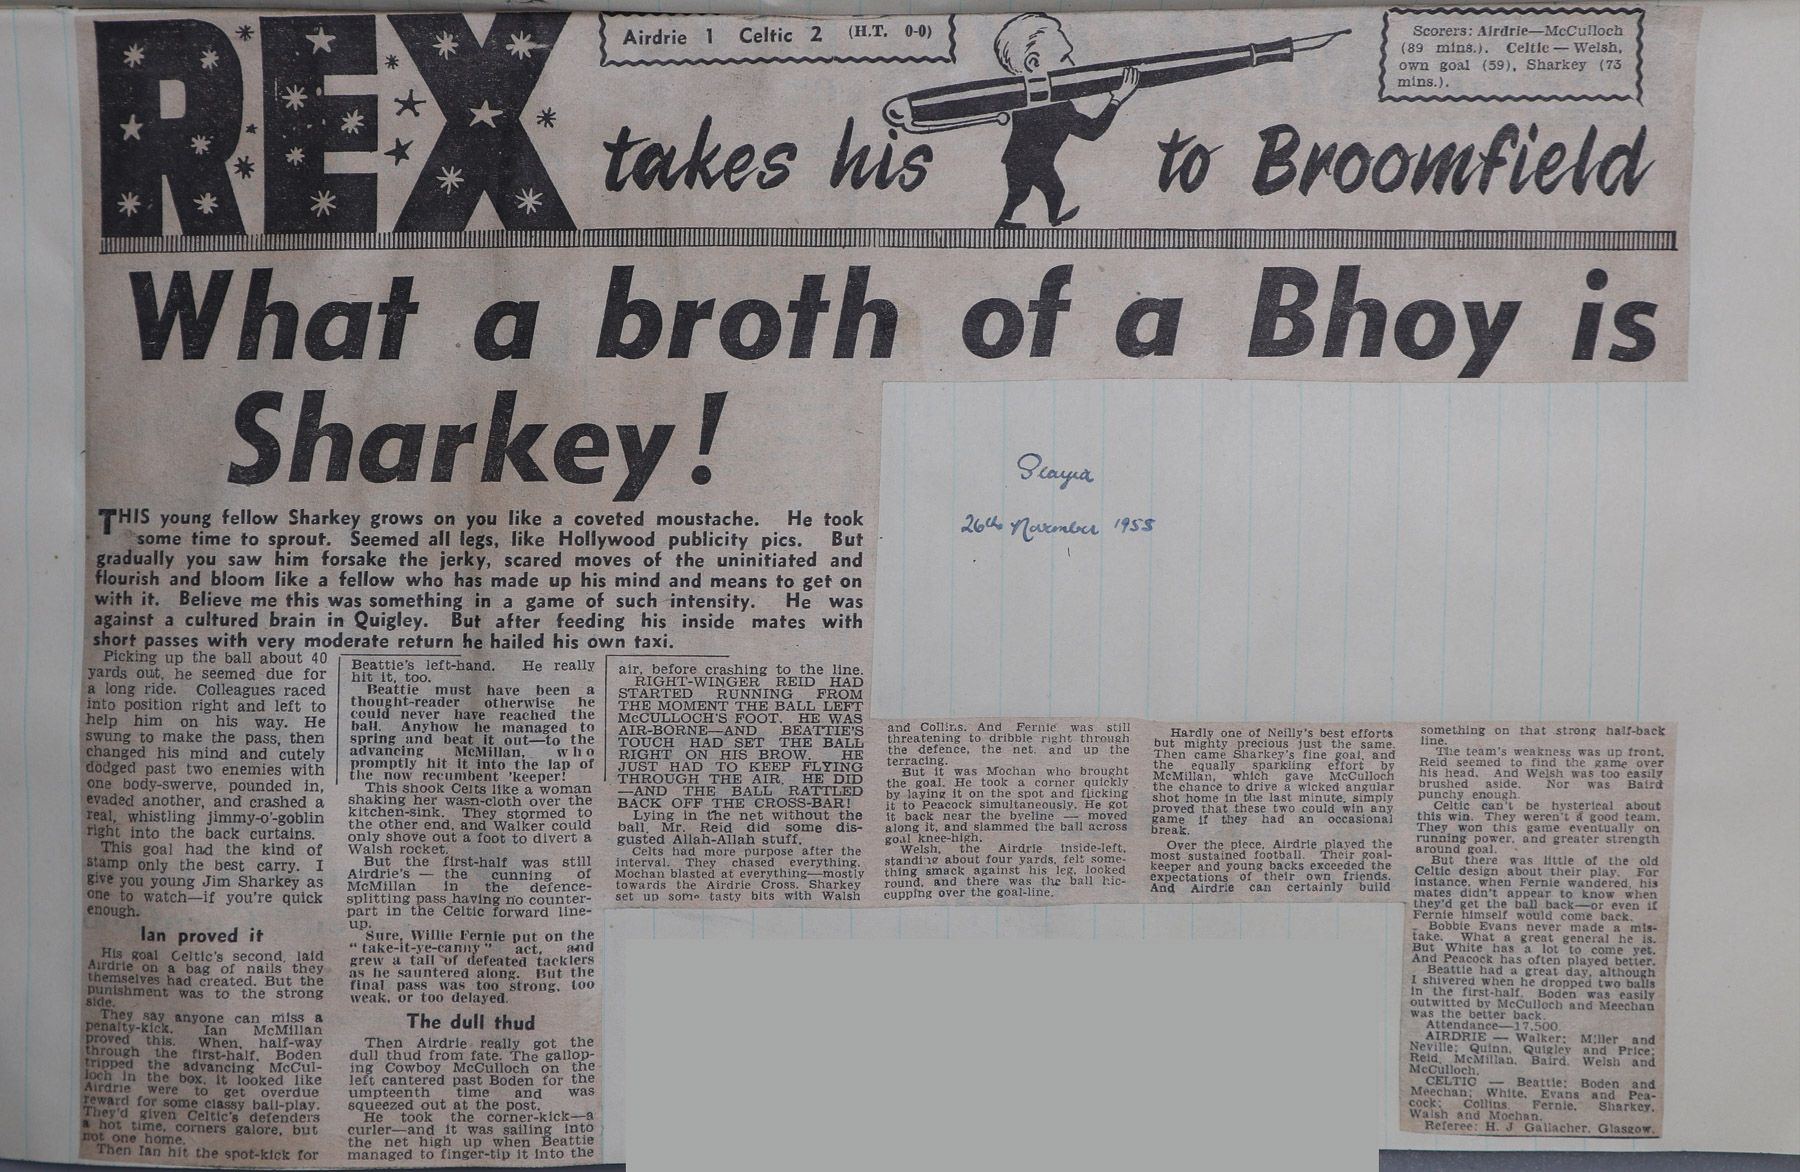 REX takes his to Broomfield
Airdrie 1 Celtic 2 (H.T. 0-0)
Scorers: Airdrie—McCulloch
(89 mins.). Celtic — Welsh,
own goal (59), Sharkey (73
mins.).
What a broth of a Bhoy is
Sharkey!
26th November 1955
THIS young fellow Sharkey grows on you like a coveted moustache. He took
some time to sprout. Seemed all legs, like Hollywood publicity pics. But
gradually you saw him forsake the jerky, scared moves of the uninitiated and
flourish and bloom like a fellow who has made up his mind and means to get on
with it. Believe me this was something in a game of such intensity. He was
against a cultured brain in Quigley. But after feeding his inside mates with
short passes with very moderate return he hailed his own taxi.
Picking up the ball about 40
yards out, he seemed due for
a long ride. Colleagues raced
into position right and left to
help him on his way. He
swung to make the pass, then
changed his mind and cutely
dodged past two enemies with
one body-swerve, pounded in,
evaded another, and crashed a
real, whistling jimmy-o'-goblin
right into the back curtains.
This goal had the kind of
stamp only the best carry. I
give you young Jim Sharkey as
one to watch—if you're quick
enough.
Ian proved it
His goal Celtic's second, laid
Airdrie on a bag of nails they
themselves had created. But the
punishment was to the strong
side.
They say anyone can miss a
penalty-kick. Ian McMillan
proved this. When, half-way
through the first-half, Boden
tripped the advancing McCul-
loch in the box, it looked like
Airdrie were to get overdue
reward for some classy ball-play.
They'd given Celtic's defenders
a hot time, corners galore, but
not one home.
Then Ian hit the spot-kick for
Beattie's left-hand. He really
hit it, too.
Beattie must have been a
thought-reader otherwise he
could never have reached the
ball. Anyhow he managed to
spring and beat it out—to the
advancing McMillan, who
promptly hit it into the lap of
the now recumbent 'keeper!
This shook Celts like a woman
shaking her wasn-cloth over the
kitchen-sink. They stormed to
the other end, and Walker could
only shove out a foot to divert a
Walsh rocket.
But the first-half was still
Airdrie's — the cunning of
McMillan in the defence-
splitting pass having no counter-
part in the Celtic forward line-
up.
Sure, Willie Fernie put on the
"take-it-ye-canny" act, and
grew a tail of defeated tacklers
as he sauntered along. But the
final pass was too strong, too
weak, or too delayed.
The dull thud
Then Airdrie really got the
dull thud from fate. The gallop-
ing Cowboy McCulloch on the
left cantered past Boden for the
umpteenth time and was
squeezed out at the post.
He took the corner-kick—a
curler—and it was sailing into
the net high up when Beattie
managed to finger-tip it into the
air, before crashing to the line.
RIGHT-WINGER REID HAD
STARTED RUNNING FROM
THE MOMENT THE BALL LEFT
McCULLOCH'S FOOT. HE WAS
AIR-BORNE—AND BEATTIE'S
TOUCH HAD SET THE BALL
RIGHT ON HIS BROW. HE
JUST HAD TO KEEP FLYING
THROUGH THE AIR. HE DID
—AND THE BALL RATTLED
BACK OFF THE CROSS-BAR!
Lying in the net without the
ball, Mr. Reid did some dis-
gusted Allah-Allah stuff.
Celts had more purpose after the
interval. They chased everything.
Mochan blasted at everything—mostly
towards the Airdrie Cross. Sharkey
set up some tasty bits with Walsh
and Collins. And Fernie was still
threatening to dribble right through
the defence, the net, and up the
terracing.
But it was Mochan who brought
the goal. He took a corner quickly
by laying it on the spot and flicking
it to Peacock simultaneously. He got
it back near the byeline — moved
along it, and slammed the ball across
goal knee-high.
Welsh, the Airdrie inside-left,
standing about four yards, felt some-
thing smack against his leg, looked
round, and there was the ball hic-
cupping over the goal-line.
Hardly one of Neilly's best efforts
but mighty precious just the same.
Then came Sharkey's fine goal, and
the equally sparkling effort by
McMillan, which gave McCulloch
the chance to drive a wicked angular
shot home in the last minute, simply
proved that these two could win any
game if they had an occasional
break.
Over the piece, Airdrie played the
most sustained football. Their goal-
keeper and young backs exceeded the
expectations of their own friends.
And Airdrie can certainly build
something on that strong half-back
line.
The team's weakness was up front.
Reid seemed to find the game over
his head. And Welsh was too easily
brushed aside. Nor was Baird
punchy enough.
Celtic can't be hysterical about
this win. They weren't a good team.
They won this game eventually on
running power, and greater strength
around goal.
But there was little of the old
Celtic design about their play. For
instance, when Fernie wandered, his
mates didn't appear to know when
they'd get the ball back—or even if
Fernie himself would come back.
Bobbie Evans never made a mis-
take. What a great general he is.
But White has a lot to come yet.
And Peacock has often played better.
Beattie had a great day, although
I shivered when he dropped two balls
in the first-half. Boden was easily
outwitted by McCulloch and Meechan
was the better back.
Attendance—17,500.
AIRDRIE — Walker; Miller and
Neville; Quinn, Quigley and Price;
Reid, McMillan, Baird, Welsh and
McCulloch.
CELTIC — Beattie; Boden and
Meechan; White, Evans and Pea-
cock; Collins, Fernie, Sharkey,
Walsh and Mochan.
Referee: H. J. Gallacher, Glasgow.